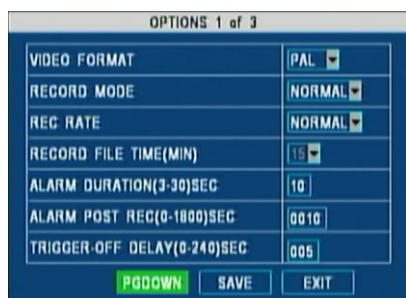 OPTIONS 1 of 3
VIDEO FORMAT PAL
RECORD MODE NORMAL
REC RATE NORMAL
RECORD FILE TIME(MIN) 15
ALARM DURATION(3-30)SEC 10
ALARM POST REC(0-1800)SEC 0010
TRIGGER-OFF DELAY(0-240)SEC 005
PGDOWN SAVE EXIT